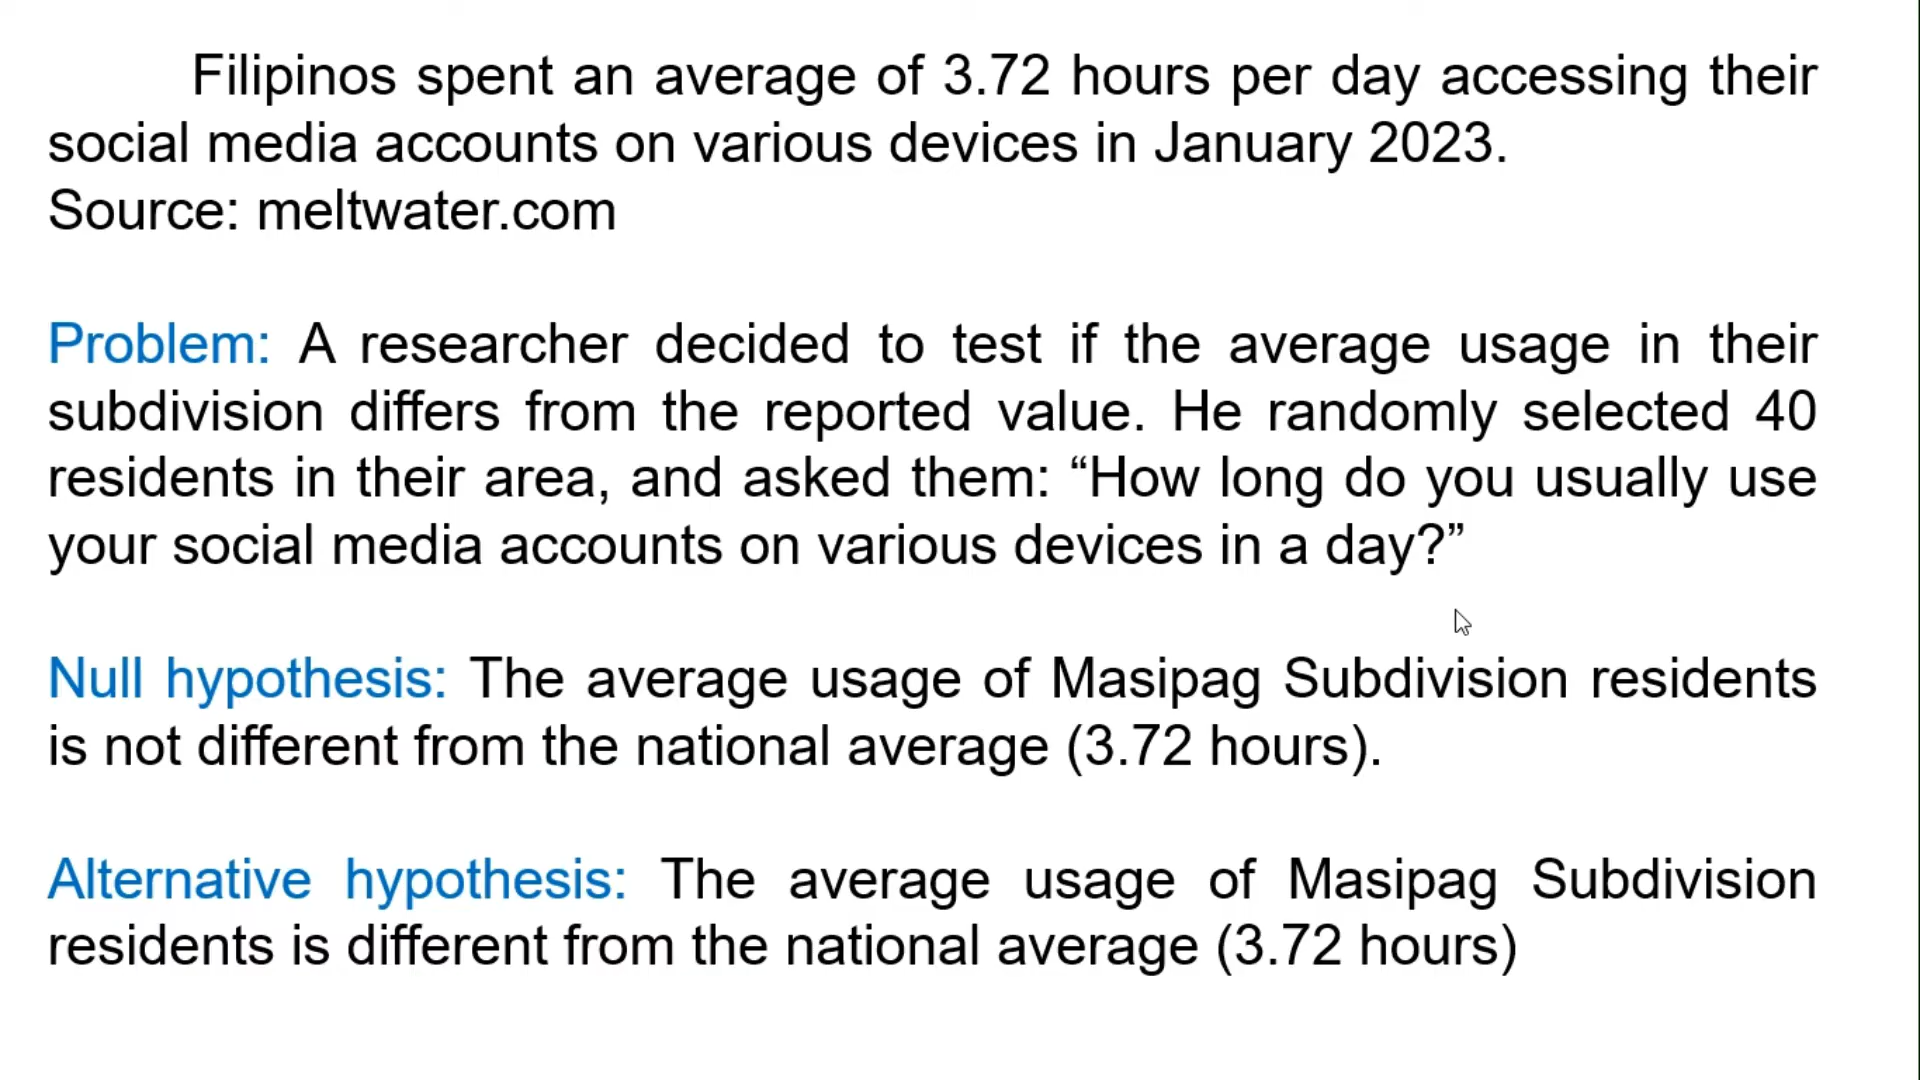 Filipinos spent an average of 3.72 hours per day accessing their
social media accounts on various devices in January 2023.
Source: meltwater.com
Problem: A researcher decided to test if the average usage in their
subdivision differs from the reported value. He randomly selected 40
residents in their area, and asked them: “How long do you usually use
your social media accounts on various devices in a day?”
Null hypothesis: The average usage of Masipag Subdivision residents
is not different from the national average (3.72 hours).
Alternative hypothesis: The average usage of Masipag Subdivision
residents is different from the national average (3.72 hours)